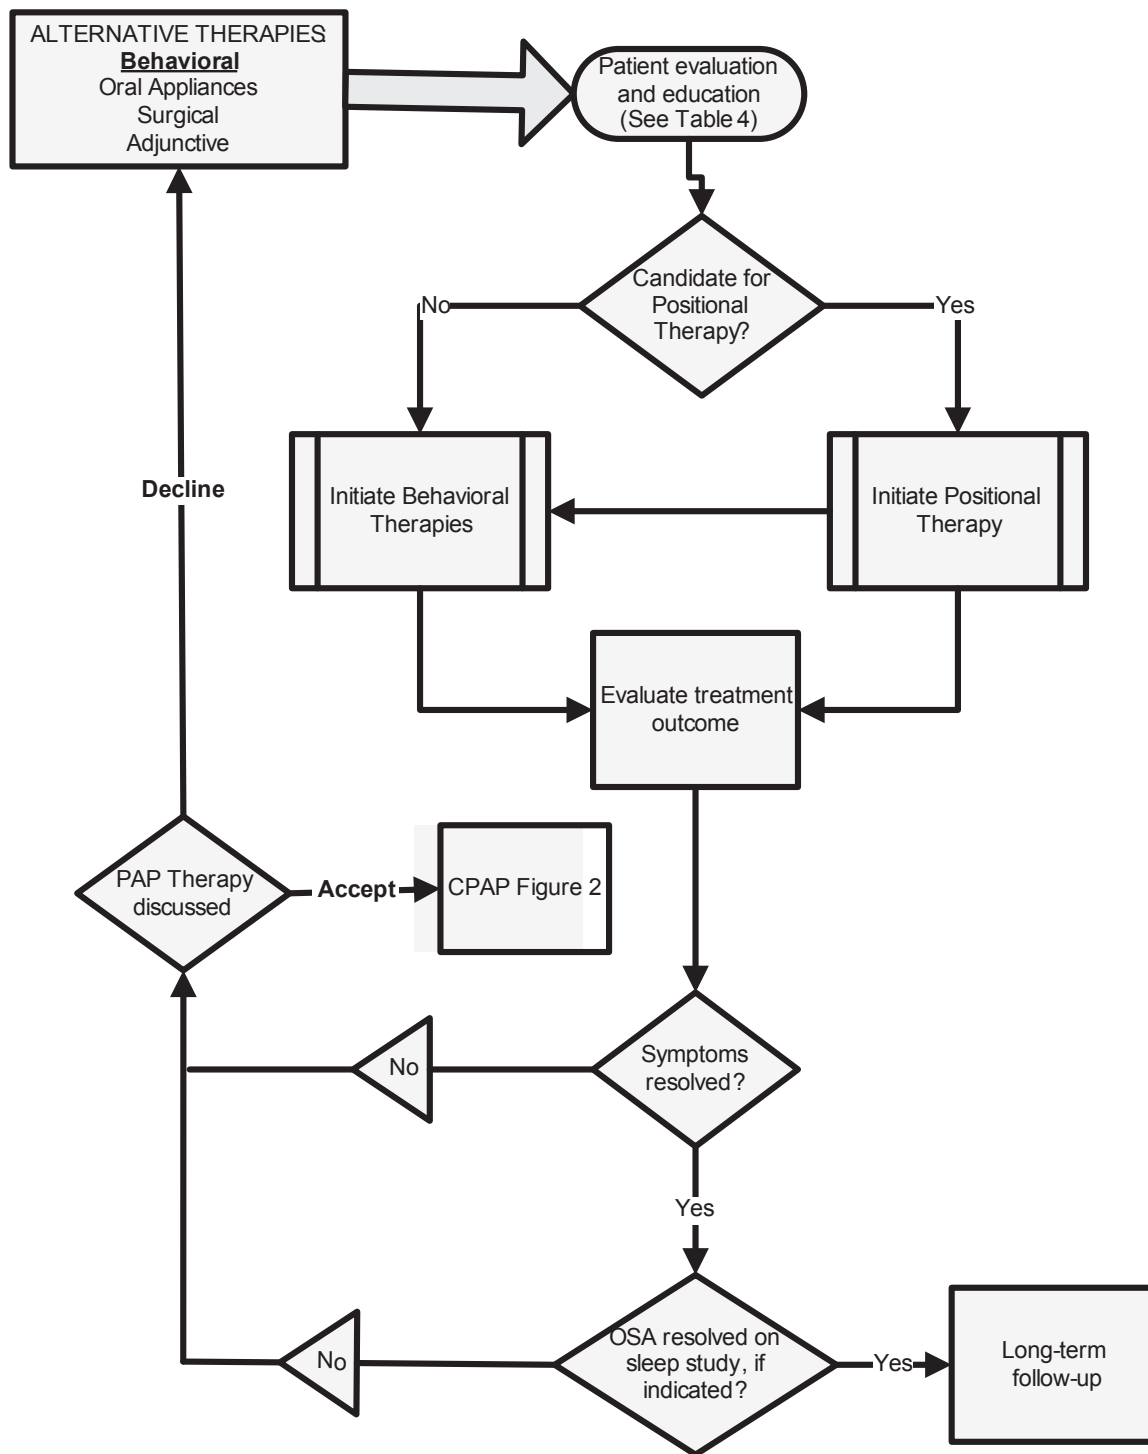 ALTERNATIVE THERAPIES:
Behavioral
Oral Appliances
Surgical
Adjunctive
Patient evaluation
and education
(See Table 4)
Candidate for
Positional
Therapy?
No
Yes
Initiate Behavioral
Therapies
Initiate Positional
Therapy
Decline
Evaluate treatment
outcome
PAP Therapy
discussed
Accept
CPAP Figure 2
Symptoms
resolved?
No
Yes
OSA resolved on
sleep study, if
indicated?
No
Yes
Long-term
follow-up